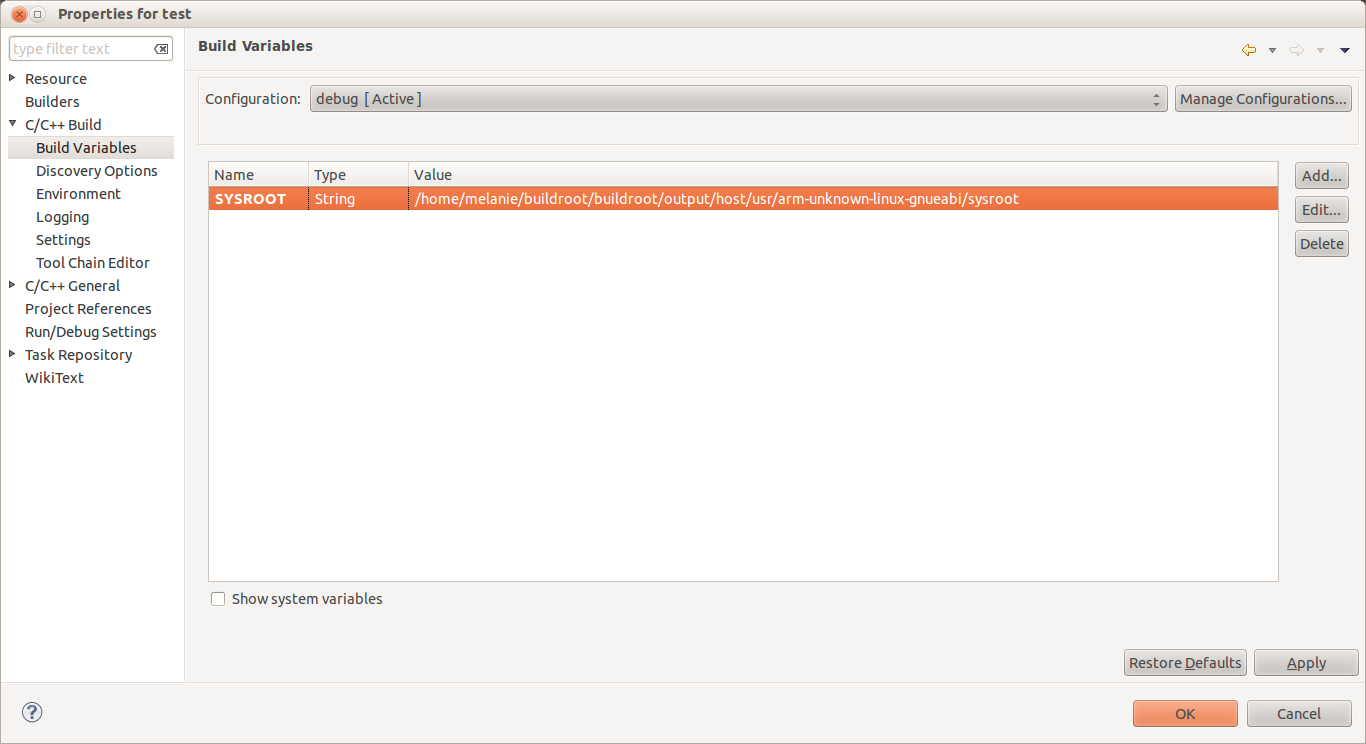 Properties for test
type filter text
Resource
Builders
C/C++ Build
Build Variables
Discovery Options
Environment
Logging
Settings
Tool Chain Editor
C/C++ General
Project References
Run/Debug Settings
Task Repository
WikiText
Build Variables
Configuration: debug [ Active ] Manage Configurations...
Name Type Value
SYSROOT String /home/melanie/buildroot/buildroot/output/host/usr/arm-unknown-linux-gnueabi/sysroot
Add...
Edit...
Delete
Show system variables
Restore Defaults Apply
? OK Cancel